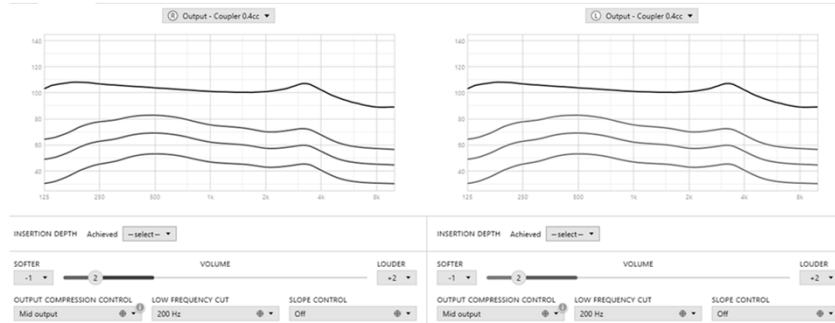 R Output - Coupler 0.4cc
L Output - Coupler 0.4cc
140
120
100
80
60
40
125 250 500 1k 2k 4k 8k
140
120
100
80
60
40
125 250 500 1k 2k 4k 8k
INSERTION DEPTH Achieved --select--
INSERTION DEPTH Achieved --select--
SOFTER VOLUME LOUDER
-1 2 +2
SOFTER VOLUME LOUDER
-1 2 +2
OUTPUT COMPRESSION CONTROL LOW FREQUENCY CUT SLOPE CONTROL
Mid output 200 Hz Off
OUTPUT COMPRESSION CONTROL LOW FREQUENCY CUT SLOPE CONTROL
Mid output 200 Hz Off